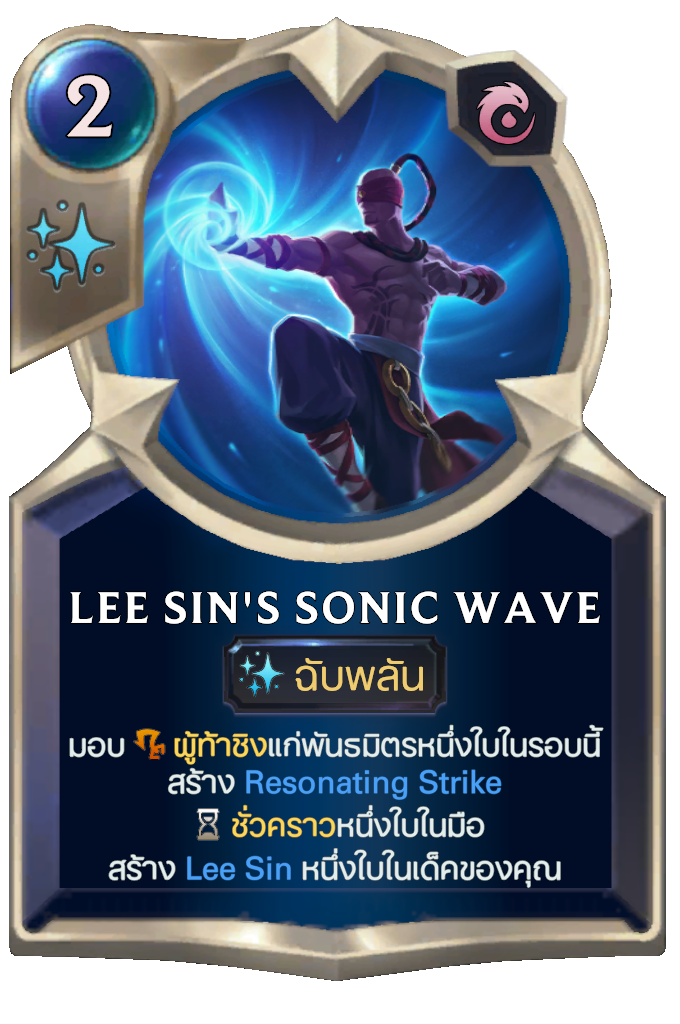 2
LEE SIN'S SONIC WAVE
ฉับพลัน
มอบ ผู้ท้าชิงแก่พันธมิตรหนึ่งใบในรอบนี้
สร้าง Resonating Strike
ชั่วคราวหนึ่งใบในมือ
สร้าง Lee Sin หนึ่งใบในเด็คของคุณ